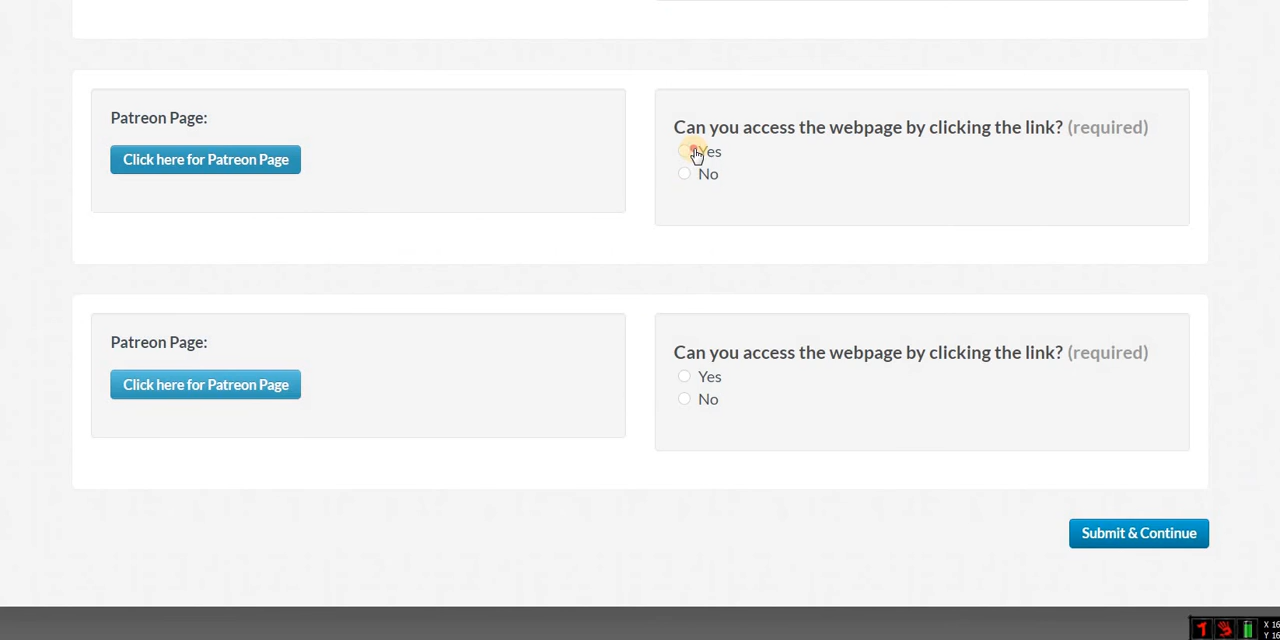 Patreon Page:
Click here for Patreon Page
Can you access the webpage by clicking the link? (required)
Yes
No
Patreon Page:
Click here for Patreon Page
Can you access the webpage by clicking the link? (required)
Yes
No
Submit & Continue
X 16